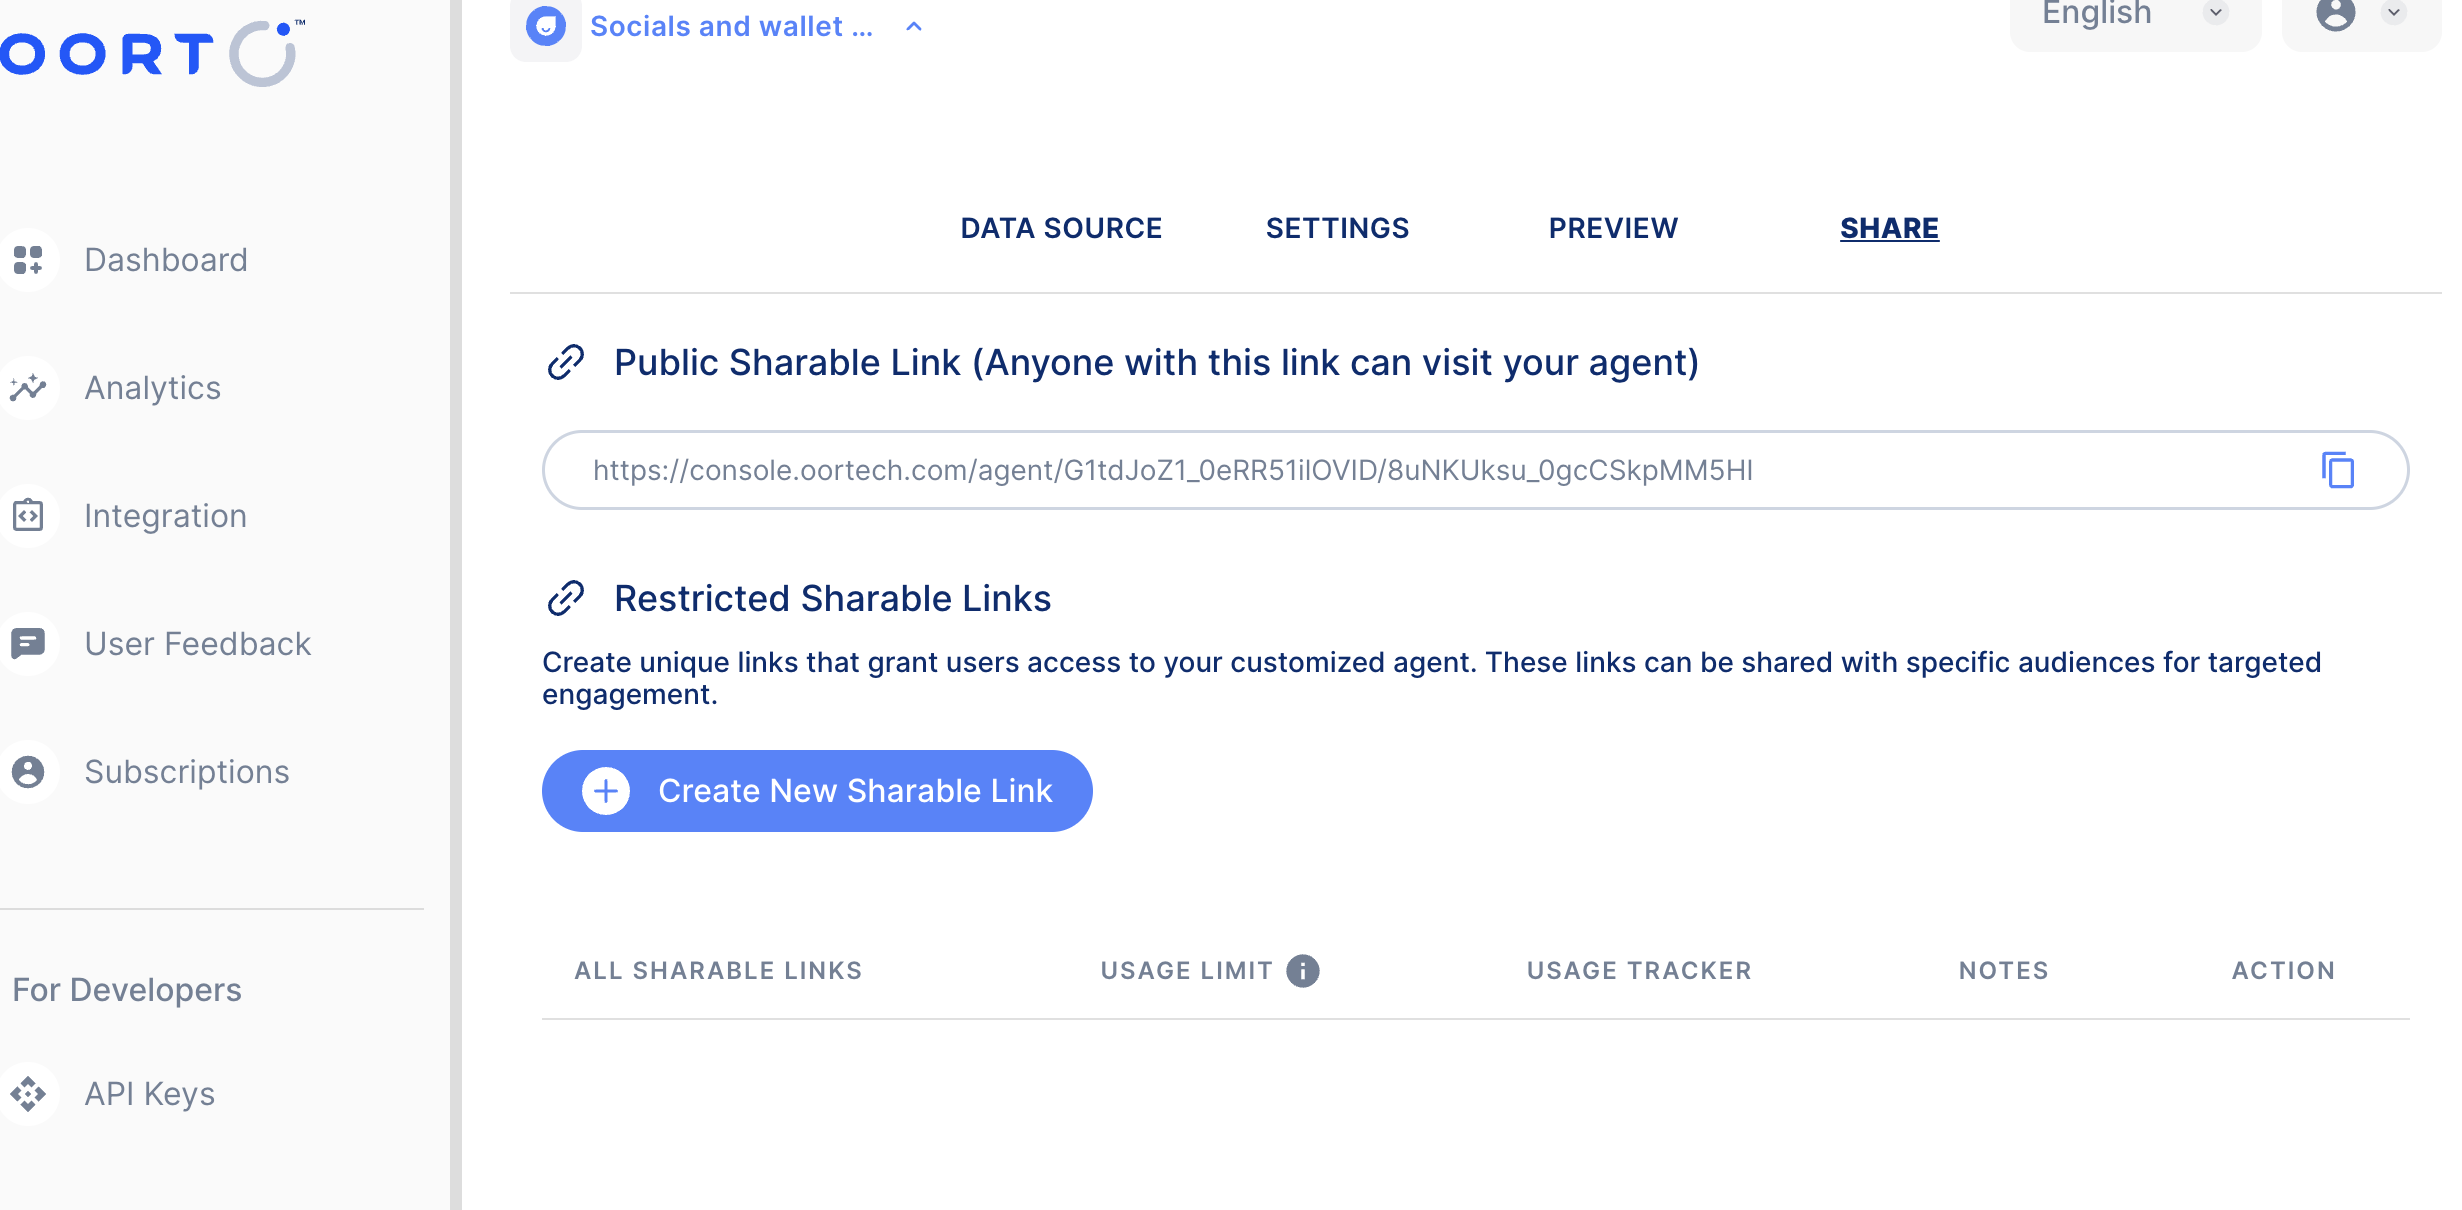 OORT™
Socials and wallet ...
English
DATA SOURCE
SETTINGS
PREVIEW
SHARE
Dashboard
Analytics
Integration
User Feedback
Subscriptions
For Developers
API Keys
Public Sharable Link (Anyone with this link can visit your agent)
https://console.oortech.com/agent/G1tdJoZ1_0eRR51ilOVID/8uNKUksu_0gcCSkpMM5HI
Restricted Sharable Links
Create unique links that grant users access to your customized agent. These links can be shared with specific audiences for targeted
engagement.
Create New Sharable Link
ALL SHARABLE LINKS
USAGE LIMIT
USAGE TRACKER
NOTES
ACTION